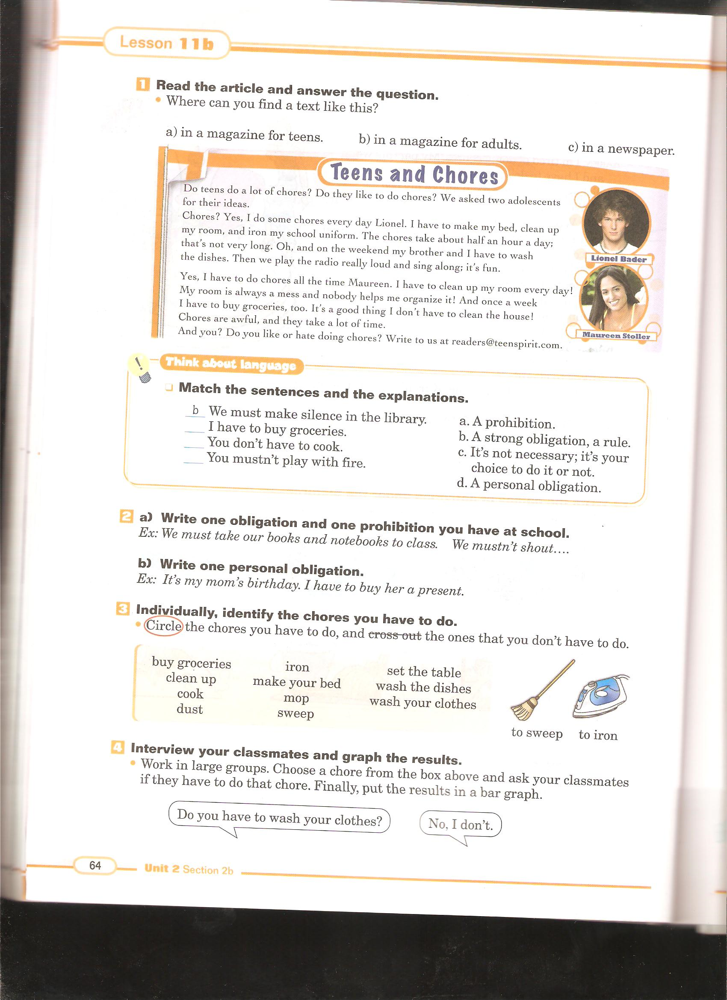 Lesson 11b
1 Read the article and answer the question.
• Where can you find a text like this?
a) in a magazine for teens. b) in a magazine for adults. c) in a newspaper.
Teens and Chores
Do teens do a lot of chores? Do they like to do chores? We asked two adolescents
for their ideas.
Chores? Yes, I do some chores every day Lionel. I have to make my bed, clean up
my room, and iron my school uniform. The chores take about half an hour a day;
that's not very long. Oh, and on the weekend my brother and I have to wash
the dishes. Then we play the radio really loud and sing along; it's fun.
Lionel Bader
Yes, I have to do chores all the time Maureen. I have to clean up my room every day!
My room is always a mess and nobody helps me organize it! And once a week
I have to buy groceries, too. It's a good thing I don't have to clean the house!
Chores are awful, and they take a lot of time.
And you? Do you like or hate doing chores? Write to us at readers@teenspirit.com.
Maureen Stoller
! Think about language
❑ Match the sentences and the explanations.
b We must make silence in the library.
___ I have to buy groceries.
___ You don't have to cook.
___ You mustn't play with fire.
a. A prohibition.
b. A strong obligation, a rule.
c. It's not necessary; it's your
choice to do it or not.
d. A personal obligation.
2 a) Write one obligation and one prohibition you have at school.
Ex: We must take our books and notebooks to class. We mustn't shout....
b) Write one personal obligation.
Ex: It's my mom's birthday. I have to buy her a present.
3 Individually, identify the chores you have to do.
• Circle the chores you have to do, and cross out the ones that you don't have to do.
buy groceries
clean up
cook
dust
iron
make your bed
mop
sweep
set the table
wash the dishes
wash your clothes
to sweep to iron
4 Interview your classmates and graph the results.
• Work in large groups. Choose a chore from the box above and ask your classmates
if they have to do that chore. Finally, put the results in a bar graph.
Do you have to wash your clothes? No, I don't.
64 Unit 2 Section 2b